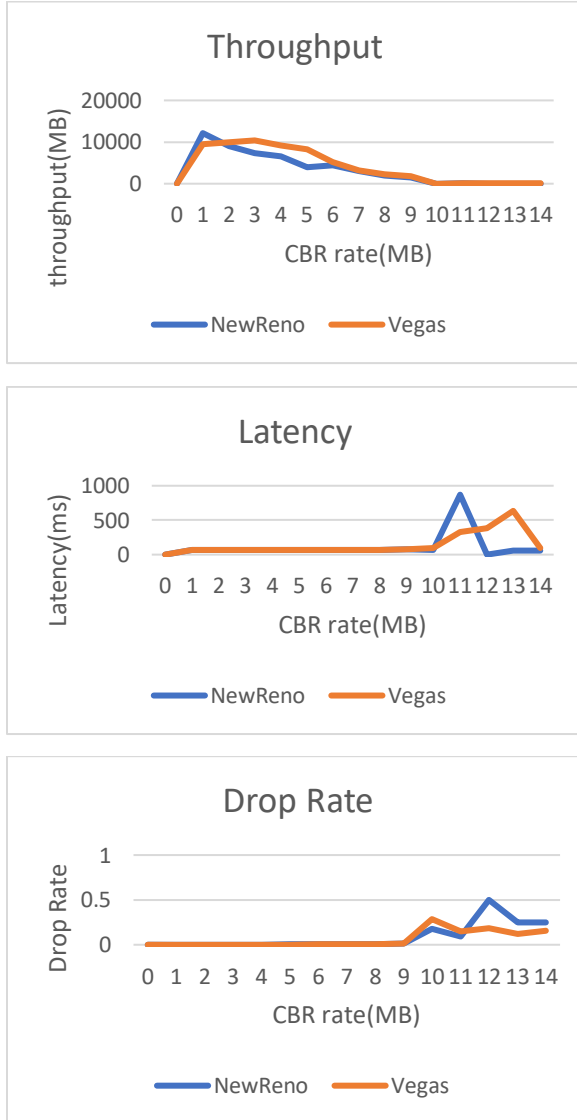 Throughput
throughput(MB)
20000
10000
0
0 1 2 3 4 5 6 7 8 9 10 11 12 13 14
CBR rate(MB)
NewReno Vegas
Latency
Latency(ms)
1000
500
0
0 1 2 3 4 5 6 7 8 9 10 11 12 13 14
CBR rate(MB)
NewReno Vegas
Drop Rate
Drop Rate
1
0.5
0
0 1 2 3 4 5 6 7 8 9 10 11 12 13 14
CBR rate(MB)
NewReno Vegas